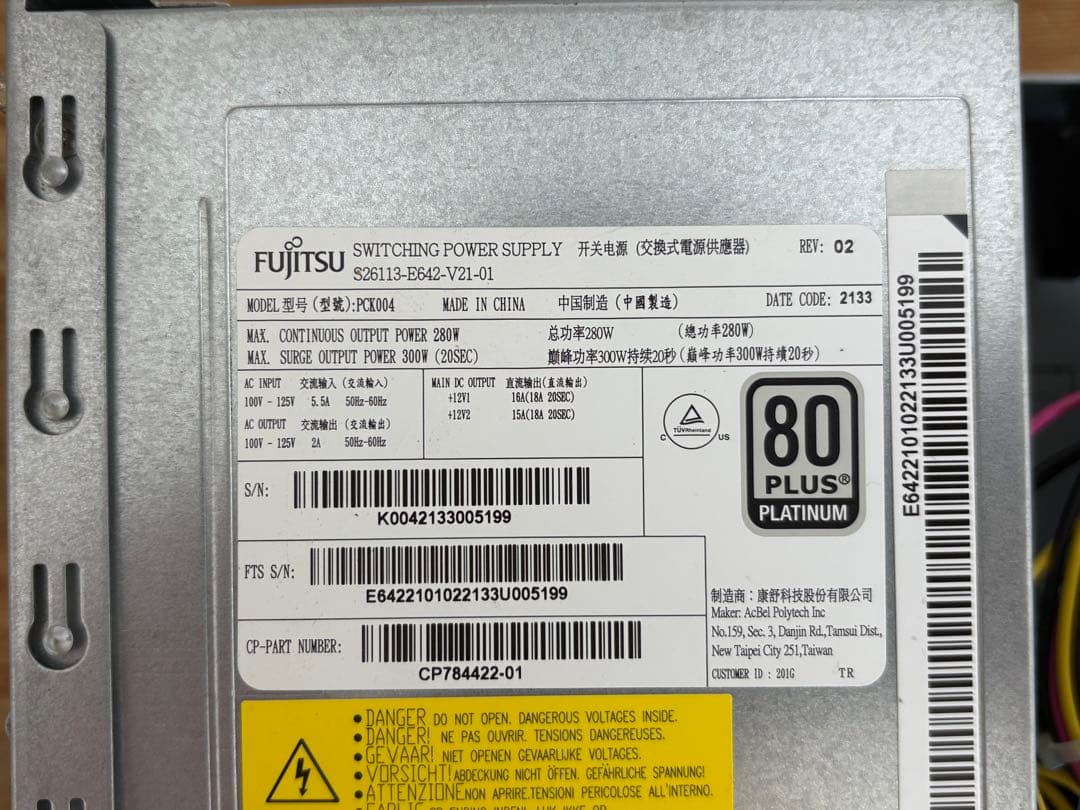 FUJITSU SWITCHING POWER SUPPLY 开关电源 (交換式電源供應器) REV: 02
S26113-E642-V21-01
MODEL 型号 (型號):PCK004 MADE IN CHINA 中国制造 (中國製造) DATE CODE: 2133
MAX. CONTINUOUS OUTPUT POWER 280W 总功率280W (總功率280W)
MAX. SURGE OUTPUT POWER 300W (20SEC) 巅峰功率300W持续20秒 (巔峰功率300W持續20秒)
AC INPUT 交流输入 (交流輸入)
100V - 125V 5.5A 50Hz-60Hz
AC OUTPUT 交流输出 (交流輸出)
100V - 125V 2A 50Hz-60Hz
MAIN DC OUTPUT 直流输出(直流輸出)
+12V1 16A(18A 20SEC)
+12V2 15A(18A 20SEC)
TÜVRheinland
C US
80
PLUS®
PLATINUM
S/N:
K0042133005199
FTS S/N:
E6422101022133U005199
CP-PART NUMBER:
CP784422-01
制造商：康舒科技股份有限公司
Maker: AcBel Polytech Inc
No.159, Sec. 3, Danjin Rd.,Tamsui Dist.,
New Taipei City 251,Taiwan
CUSTOMER ID : 201G TR
E6422101022133U005199
● DANGER DO NOT OPEN. DANGEROUS VOLTAGES INSIDE.
● DANGER! NE PAS OUVRIR. TENSIONS DANGEREUSES.
● GEVAAR! NIET OPENEN GEVAARLIJKE VOLTAGES.
● VORSICHT! ABDECKUNG NICHT ÖFFEN. GEFÄHRLICHE SPANNUNG!
● ATTENZIONE NON APRIRE.TENSIONI PERICOLOSE ALL'INTERNO.